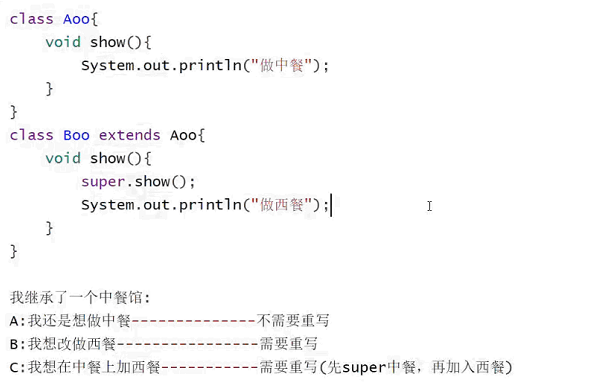 class Aoo{
    void show(){
        System.out.println("做中餐");
    }
}
class Boo extends Aoo{
    void show(){
        super.show();
        System.out.println("做西餐");
    }
}
我继承了一个中餐馆:
A:我还是想做中餐--------------不需要重写
B:我想改做西餐----------------需要重写
C:我想在中餐上加西餐-----------需要重写(先super中餐，再加入西餐)